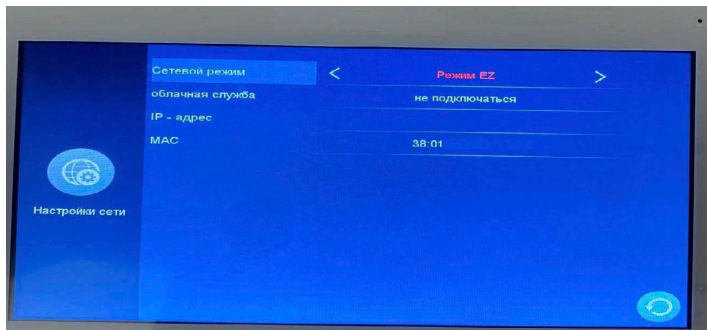 Сетевой режим < Режим EZ >
облачная служба не подключаться
IP - адрес
MAC 38:01
Настройки сети